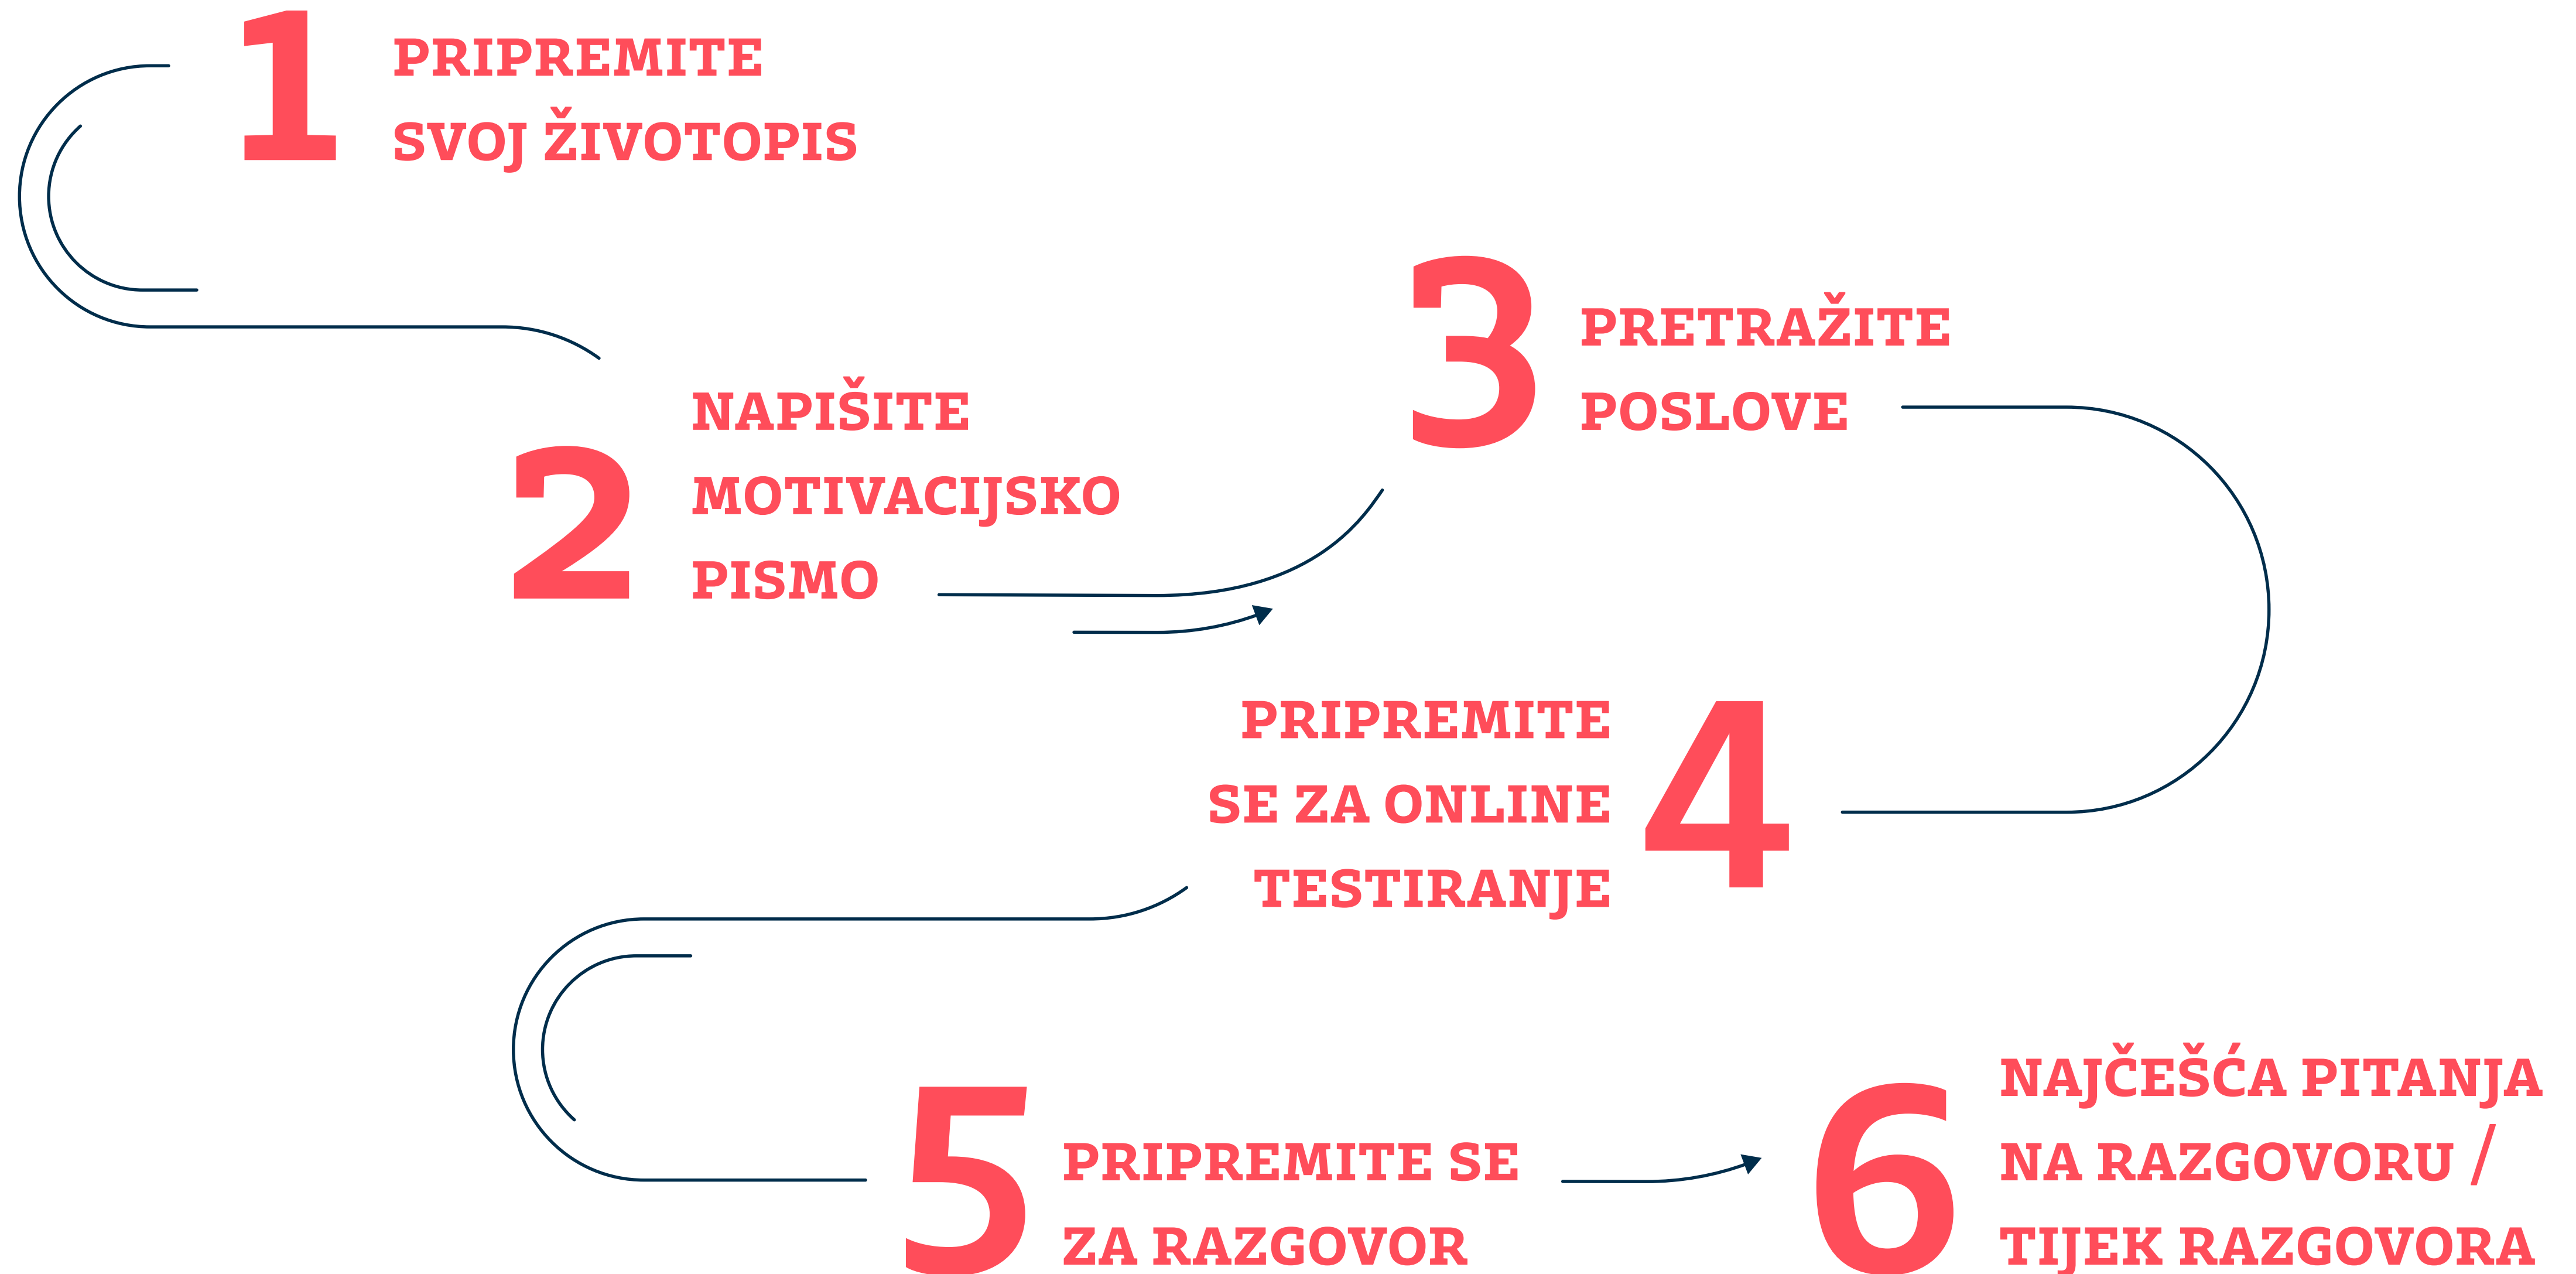 1
PRIPREMITE
SVOJ ŽIVOTOPIS
2
NAPIŠITE
MOTIVACIJSKO
PISMO
3
PRETRAŽITE
POSLOVE
4
PRIPREMITE
SE ZA ONLINE
TESTIRANJE
5
PRIPREMITE SE
ZA RAZGOVOR
6
NAJČEŠĆA PITANJA
NA RAZGOVORU /
TIJEK RAZGOVORA